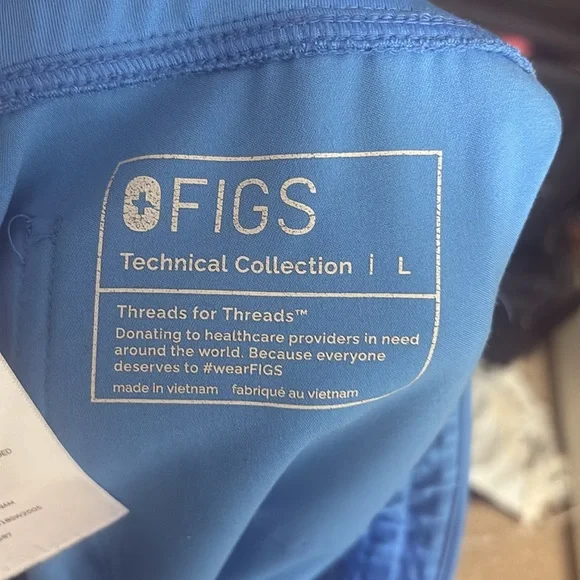 FIGS
Technical Collection | L
Threads for Threads™
Donating to healthcare providers in need
around the world. Because everyone
deserves to #wearFIGS
made in vietnam fabriqué au vietnam